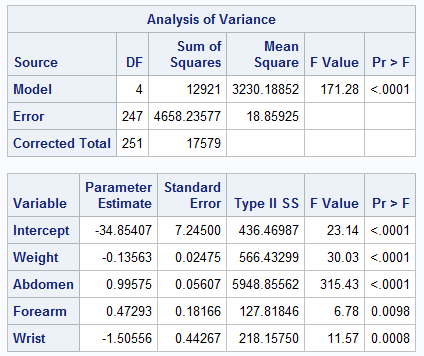 Analysis of Variance
Source DF Sum of Squares Mean Square F Value Pr > F
Model 4 12921 3230.18852 171.28 <.0001
Error 247 4658.23577 18.85925
Corrected Total 251 17579
Variable Parameter Estimate Standard Error Type II SS F Value Pr > F
Intercept -34.85407 7.24500 436.46987 23.14 <.0001
Weight -0.13563 0.02475 566.43299 30.03 <.0001
Abdomen 0.99575 0.05607 5948.85562 315.43 <.0001
Forearm 0.47293 0.18166 127.81846 6.78 0.0098
Wrist -1.50556 0.44267 218.15750 11.57 0.0008